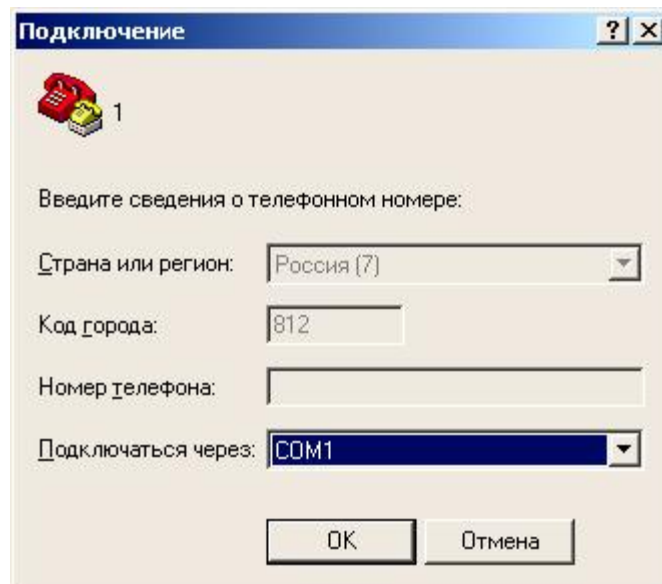 Подключение
1
Введите сведения о телефонном номере:
Страна или регион: Россия (7)
Код города: 812
Номер телефона:
Подключаться через: COM1
OK Отмена